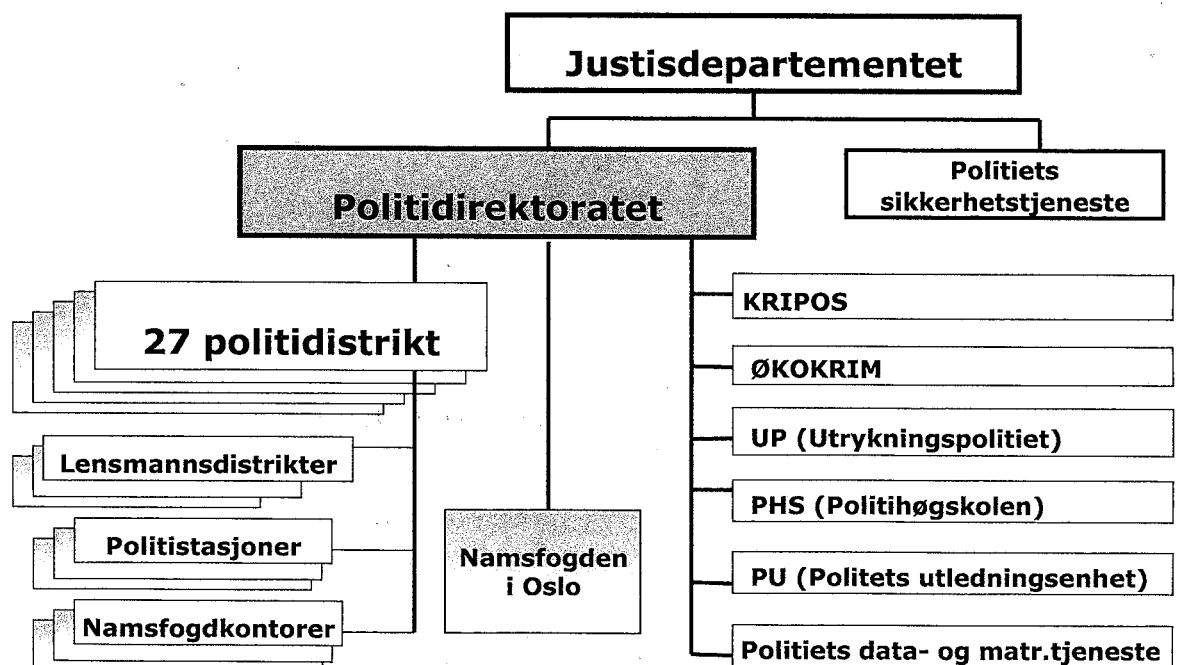 Justisdepartementet
Politidirektoratet
Politiets
sikkerhetstjeneste
27 politidistrikt
Lensmannsdistrikter
Politistasjoner
Namsfogdkontorer
Namsfogden
i Oslo
KRIPOS
ØKOKRIM
UP (Utrykningspolitiet)
PHS (Politihøgskolen)
PU (Politets utledningsenhet)
Politiets data- og matr.tjeneste